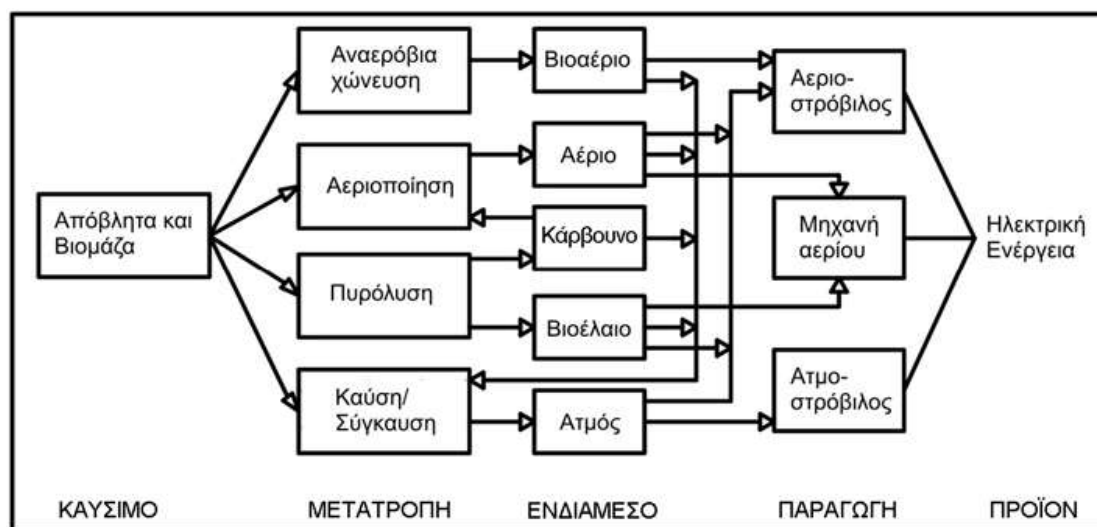 Απόβλητα και
Βιομάζα
Αναερόβια
χώνευση
Αεριοποίηση
Πυρόλυση
Καύση/
Σύγκαυση
Βιοαέριο
Αέριο
Κάρβουνο
Βιοέλαιο
Ατμός
Αεριο-
στρόβιλος
Μηχανή
αερίου
Ατμο-
στρόβιλος
Ηλεκτρική
Ενέργεια
ΚΑΥΣΙΜΟ
ΜΕΤΑΤΡΟΠΗ
ΕΝΔΙΑΜΕΣΟ
ΠΑΡΑΓΩΓΗ
ΠΡΟΪΟΝ